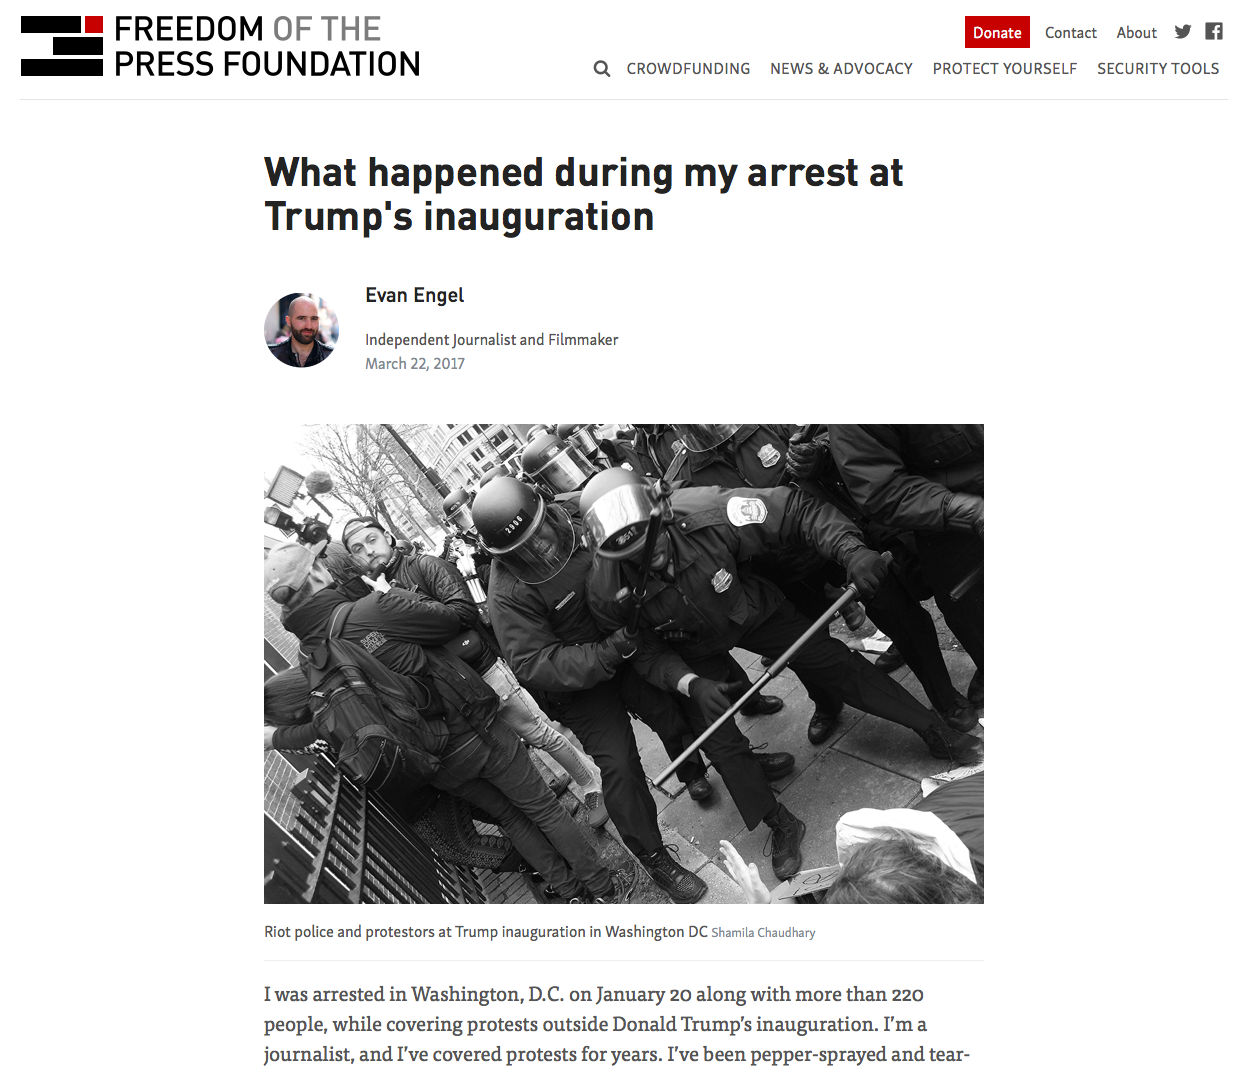 FREEDOM OF THE
PRESS FOUNDATION
Donate
Contact
About
CROWDFUNDING
NEWS & ADVOCACY
PROTECT YOURSELF
SECURITY TOOLS
What happened during my arrest at
Trump's inauguration
Evan Engel
Independent Journalist and Filmmaker
March 22, 2017
2906
Riot police and protestors at Trump inauguration in Washington DC Shamila Chaudhary
I was arrested in Washington, D.C. on January 20 along with more than 220
people, while covering protests outside Donald Trump’s inauguration. I’m a
journalist, and I’ve covered protests for years. I’ve been pepper-sprayed and tear-